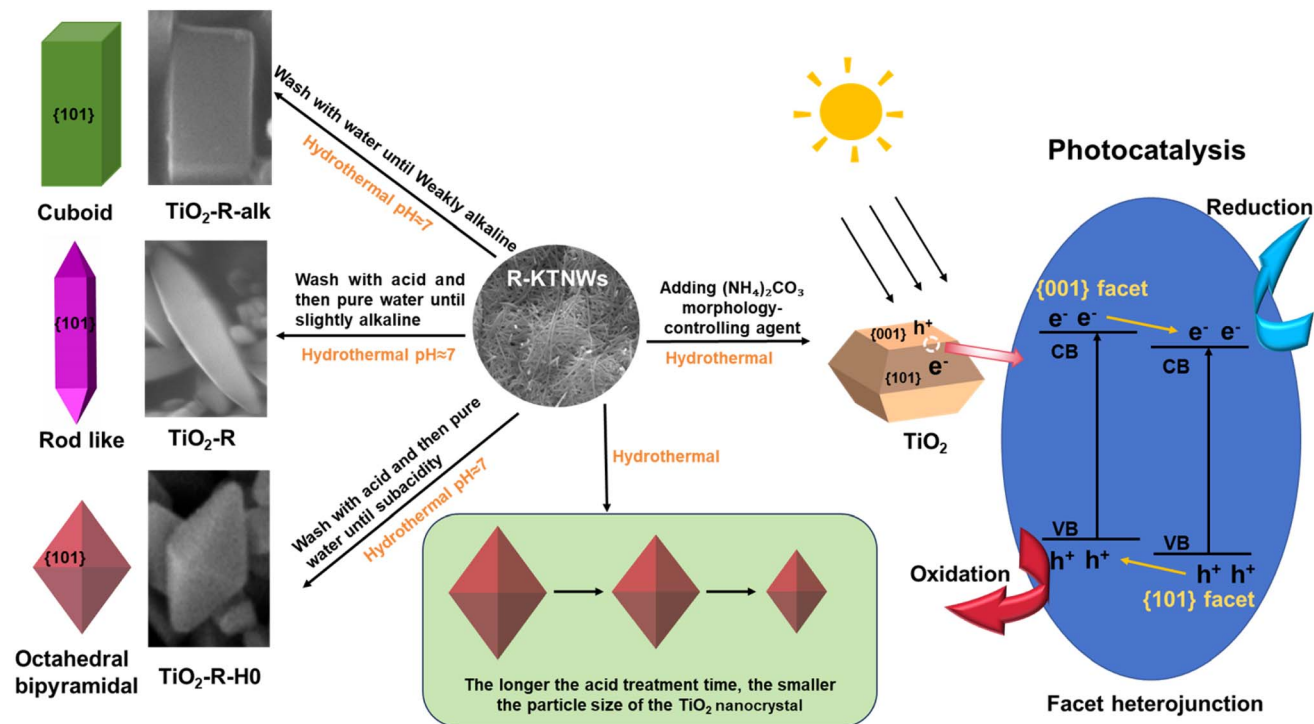 {101}
Cuboid
TiO₂-R-alk
Wash with water until Weakly alkaline
Hydrothermal pH≈7
{101}
Rod like
TiO₂-R
Wash with acid and
then pure water until
slightly alkaline
Hydrothermal pH≈7
{101}
Octahedral
bipyramidal
TiO₂-R-H0
Wash with acid and then pure
water until subacidity
Hydrothermal pH≈7
R-KTNWs
Hydrothermal
The longer the acid treatment time, the smaller
the particle size of the TiO₂ nanocrystal
Adding (NH₄)₂CO₃
morphology-
controlling agent
Hydrothermal
{001} h⁺
e⁻
{101}
TiO₂
Photocatalysis
Reduction
{001} facet
e⁻ e⁻
e⁻ e⁻
CB
CB
VB
VB
h⁺ h⁺
h⁺ h⁺
Oxidation
{101} facet
Facet heterojunction